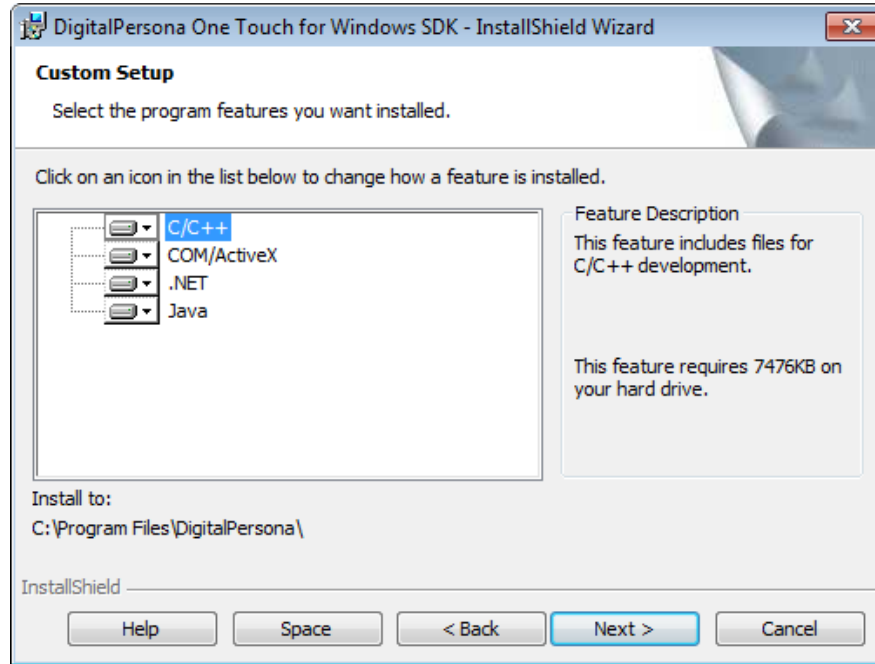 DigitalPersona One Touch for Windows SDK - InstallShield Wizard
Custom Setup
Select the program features you want installed.
Click on an icon in the list below to change how a feature is installed.
C/C++
COM/ActiveX
.NET
Java
Feature Description
This feature includes files for
C/C++ development.
This feature requires 7476KB on
your hard drive.
Install to:
C:\Program Files\DigitalPersona\
InstallShield
Help
Space
< Back
Next >
Cancel